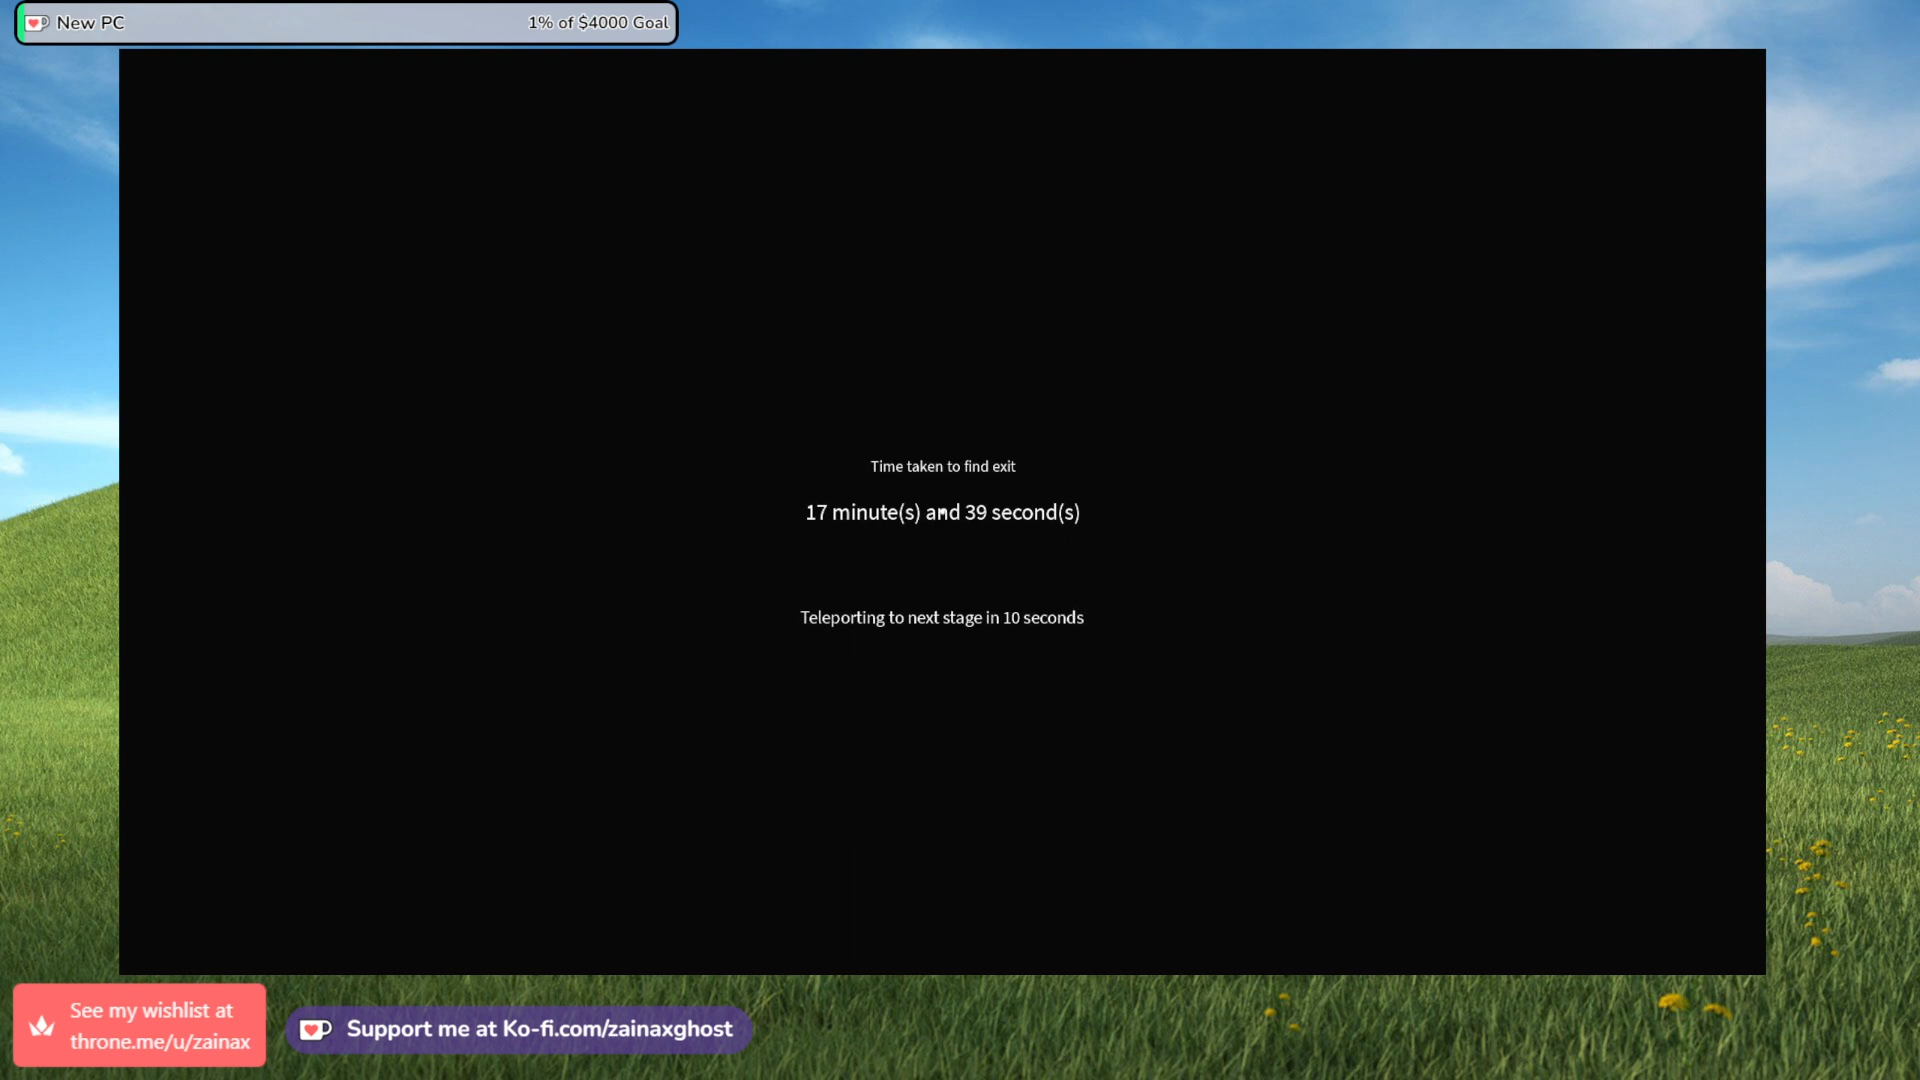 New PC
1% of $4000 Goal
Time taken to find exit
17 minute(s) and 39 second(s)
Teleporting to next stage in 10 seconds
See my wishlist at
throne.me/u/zainax
Support me at Ko-fi.com/zainaxghost